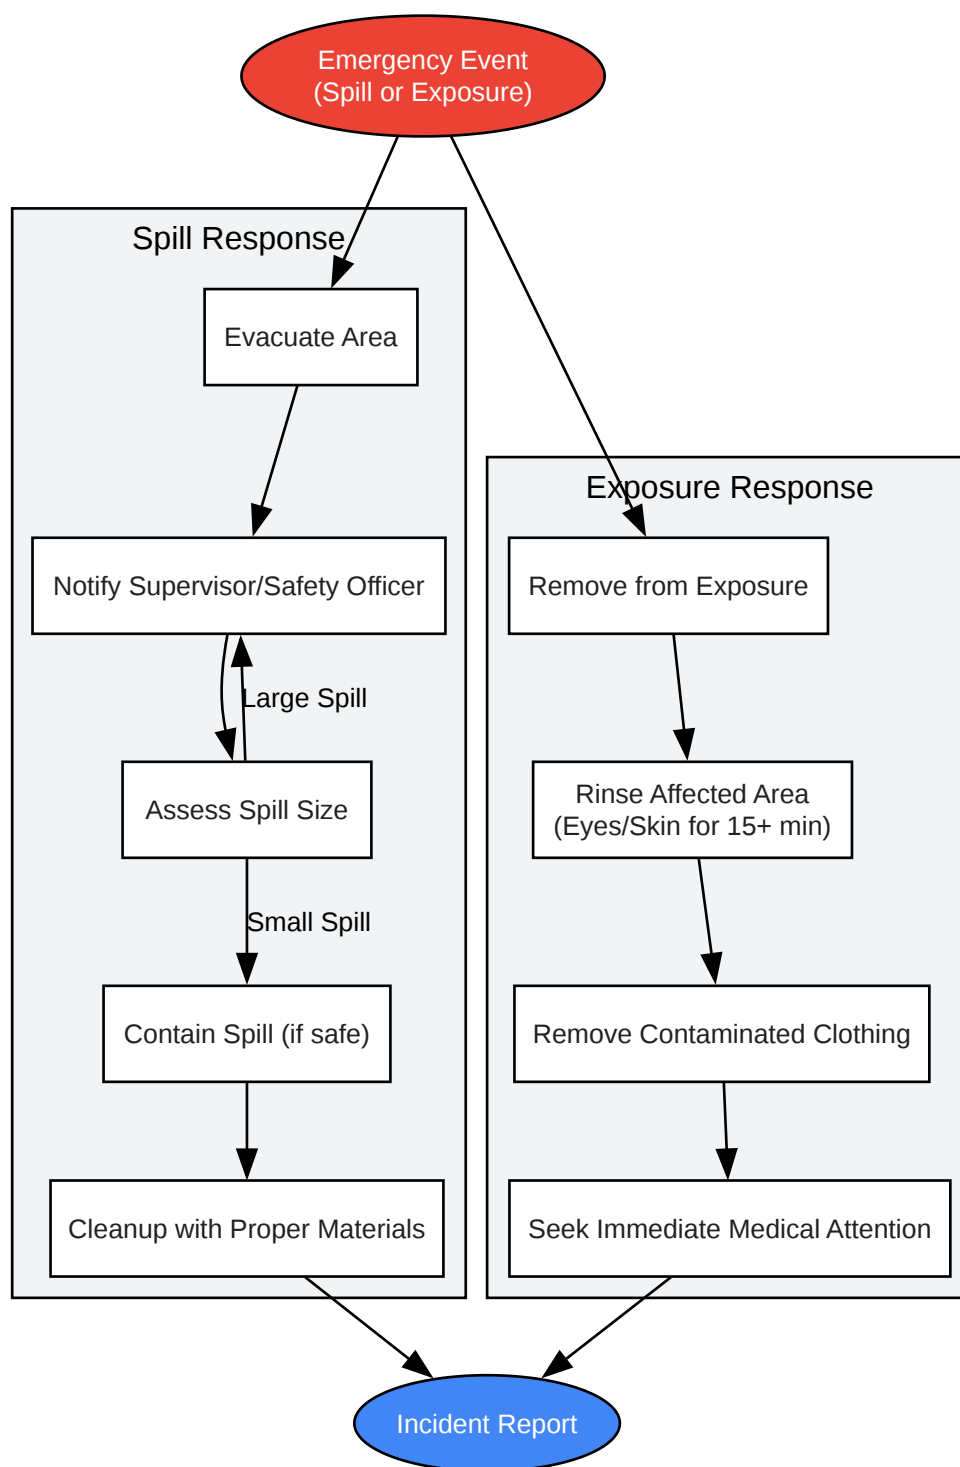 Emergency Event
(Spill or Exposure)
Spill Response
Evacuate Area
Notify Supervisor/Safety Officer
Large Spill
Assess Spill Size
Small Spill
Contain Spill (if safe)
Cleanup with Proper Materials
Exposure Response
Remove from Exposure
Rinse Affected Area
(Eyes/Skin for 15+ min)
Remove Contaminated Clothing
Seek Immediate Medical Attention
Incident Report